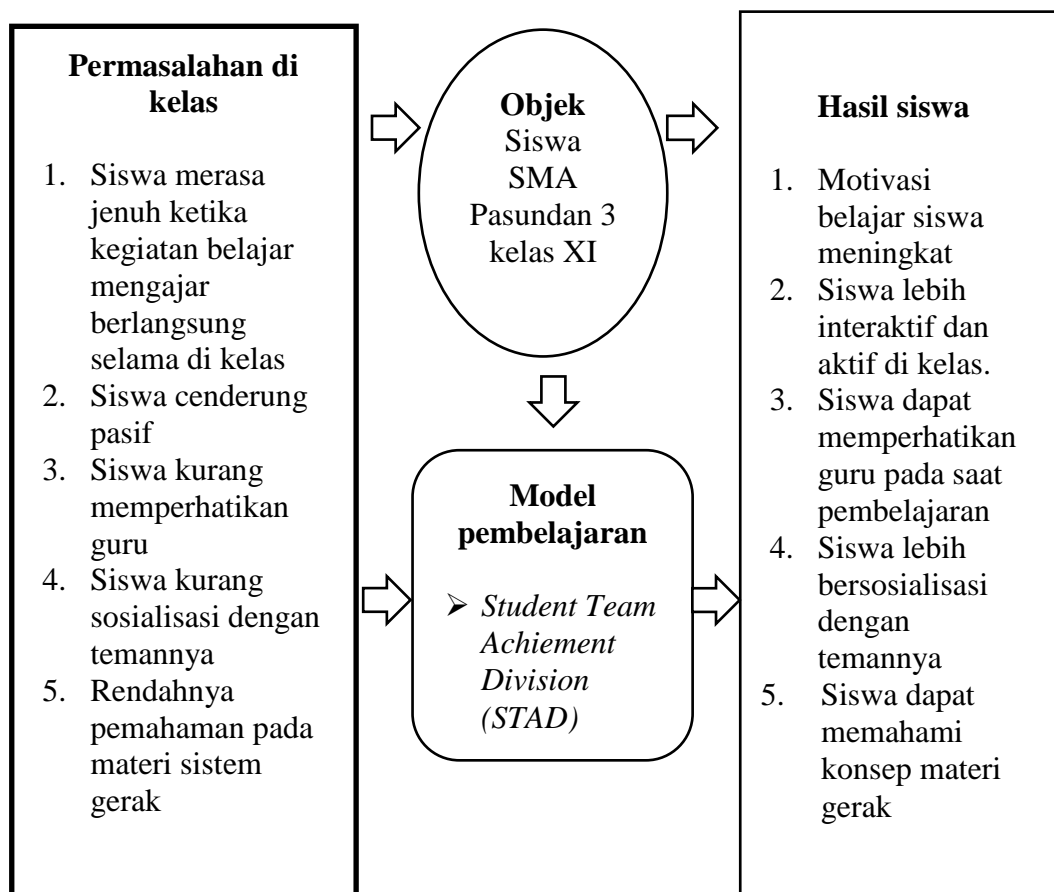 Permasalahan di
kelas
1. Siswa merasa
jenuh ketika
kegiatan belajar
mengajar
berlangsung
selama di kelas
2. Siswa cenderung
pasif
3. Siswa kurang
memperhatikan
guru
4. Siswa kurang
sosialisasi dengan
temannya
5. Rendahnya
pemahaman pada
materi sistem
gerak
Objek
Siswa
SMA
Pasundan 3
kelas XI
Model
pembelajaran
➢ Student Team
Achiement
Division
(STAD)
Hasil siswa
1. Motivasi
belajar siswa
meningkat
2. Siswa lebih
interaktif dan
aktif di kelas.
3. Siswa dapat
memperhatikan
guru pada saat
pembelajaran
4. Siswa lebih
bersosialisasi
dengan
temannya
5. Siswa dapat
memahami
konsep materi
gerak